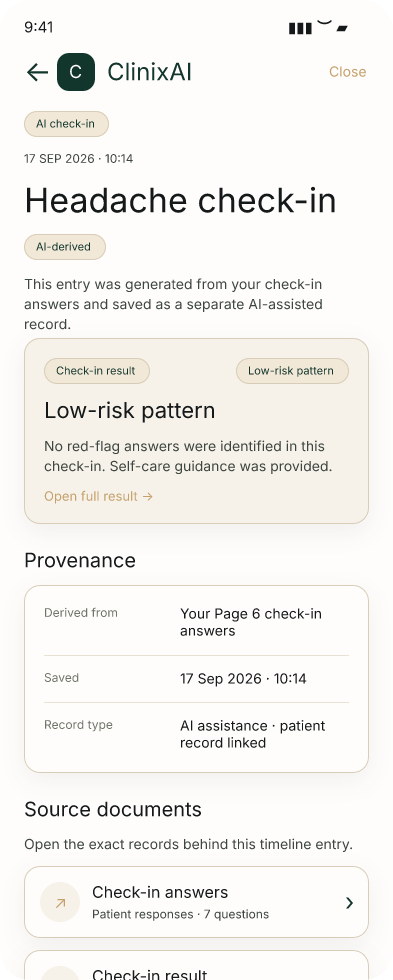 9:41
C ClinixAI Close
AI check-in
17 SEP 2026 · 10:14
Headache check-in
AI-derived
This entry was generated from your check-in
answers and saved as a separate AI-assisted
record.
Check-in result Low-risk pattern
Low-risk pattern
No red-flag answers were identified in this
check-in. Self-care guidance was provided.
Open full result →
Provenance
Derived from Your Page 6 check-in
answers
Saved 17 Sep 2026 · 10:14
Record type AI assistance · patient
record linked
Source documents
Open the exact records behind this timeline entry.
Check-in answers
Patient responses · 7 questions
Check-in result